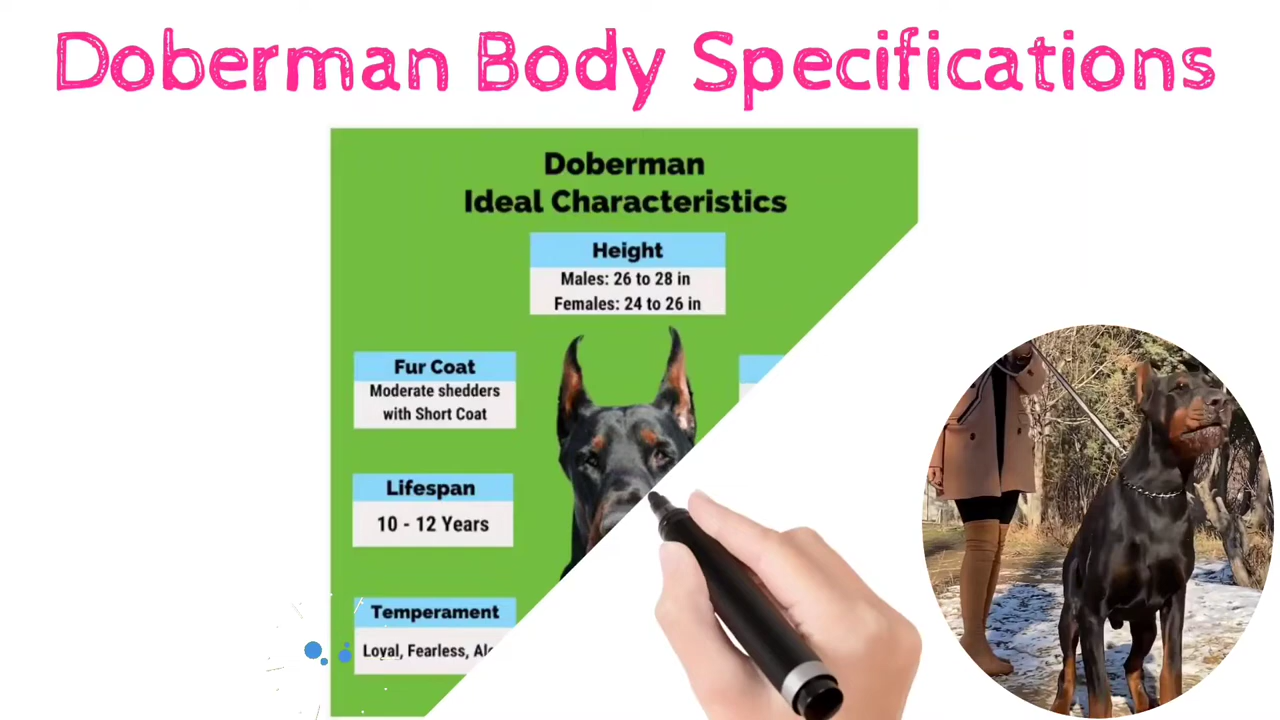 Doberman Body Specifications
Doberman
Ideal Characteristics
Height
Males: 26 to 28 in
Females: 24 to 26 in
Fur Coat
Moderate shedders
with Short Coat
Lifespan
10 - 12 Years
Temperament
Loyal, Fearless,